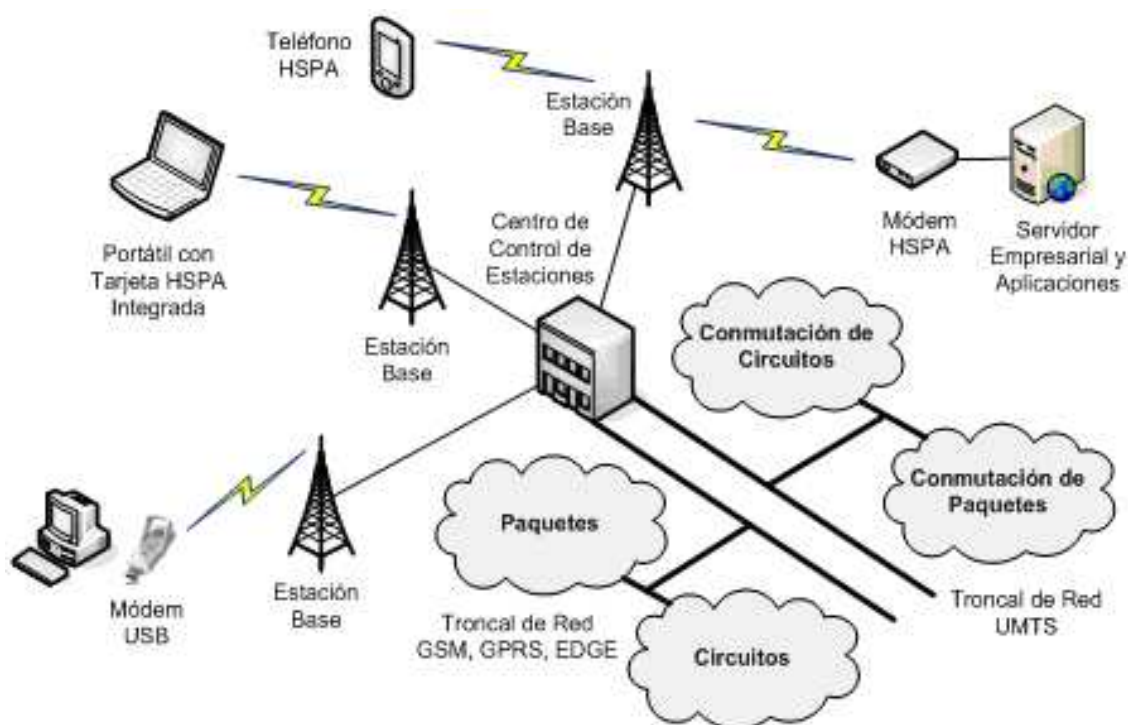 Teléfono
HSPA
Estación
Base
Portátil con
Tarjeta HSPA
Integrada
Estación
Base
Centro de
Control de
Estaciones
Módem
HSPA
Servidor
Empresarial y
Aplicaciones
Conmutación de
Circuitos
Conmutación de
Paquetes
Paquetes
Módem
USB
Estación
Base
Troncal de Red
GSM, GPRS, EDGE
Circuitos
Troncal de Red
UMTS